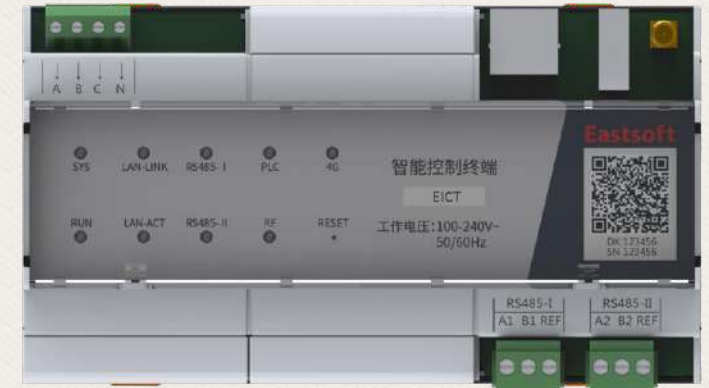 A B C N
Eastsoft
SYS LAN-LINK RS485-I PLC 4G
智能控制终端
EICT
RUN LAN-ACT RS485-II RF RESET
工作电压:100-240V~
50/60Hz
DK 123456
SN 123456
RS485-I RS485-II
A1 B1 REF A2 B2 REF